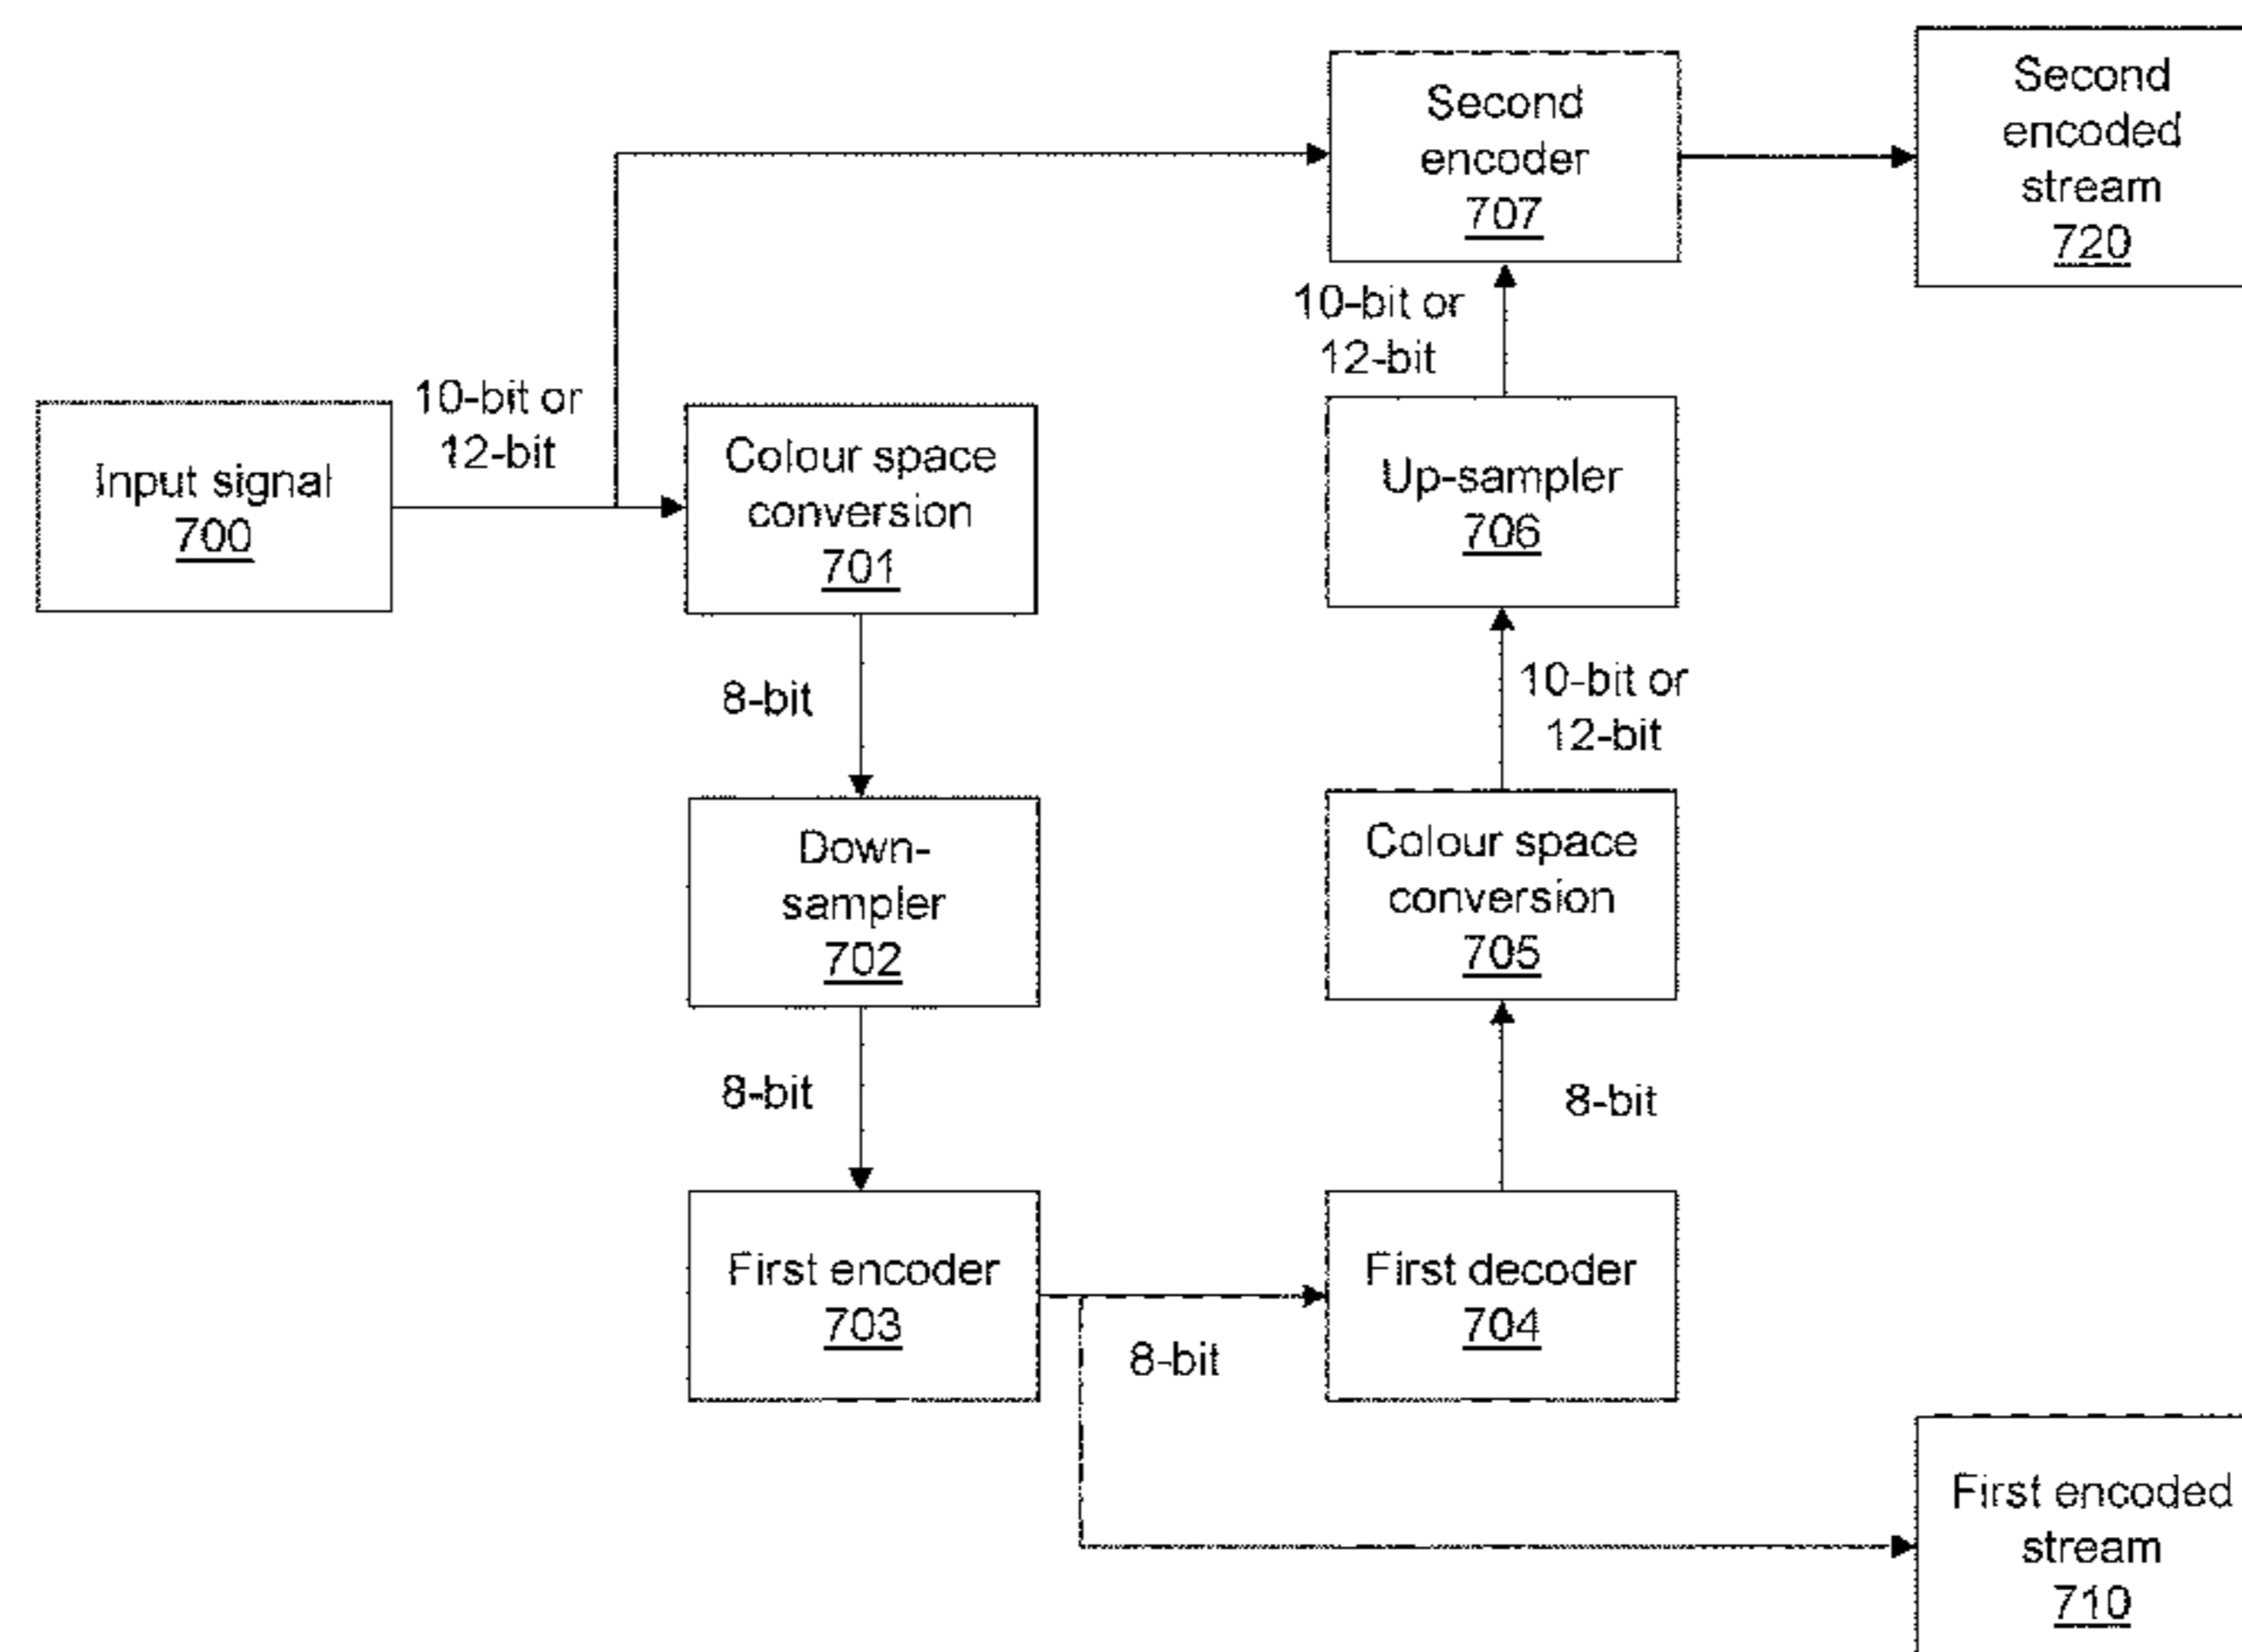 Second
encoded
stream
720
Second
encoder
707
10-bit or
12-bit
10-bit or
12-bit
Input signal
700
Colour space
conversion
701
Up-sampler
706
8-bit
10-bit or
12-bit
Down-
sampler
702
Colour space
conversion
705
8-bit
8-bit
First encoder
703
8-bit
First decoder
704
First encoded
stream
710